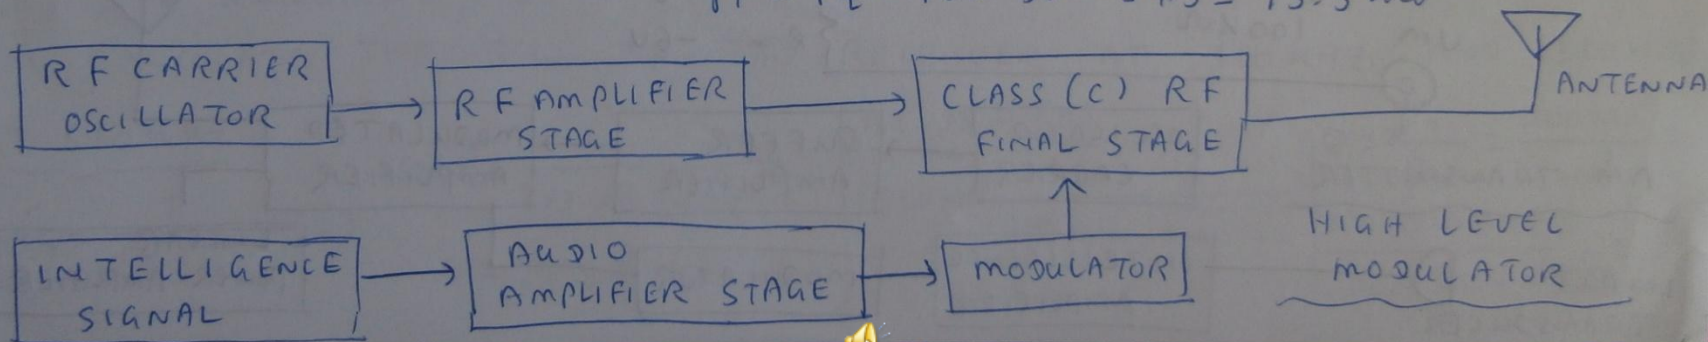 RF CARRIER
OSCILLATOR
RF AMPLIFIER
STAGE
CLASS (C) RF
FINAL STAGE
ANTENNA
INTELLIGENCE
SIGNAL
AUDIO
AMPLIFIER STAGE
MODULATOR
HIGH LEVEL
MODULATOR